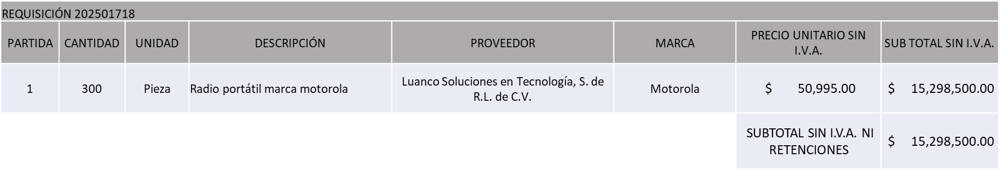 REQUISICIÓN 202501718
PARTIDA CANTIDAD UNIDAD DESCRIPCIÓN PROVEEDOR MARCA PRECIO UNITARIO SIN I.V.A. SUB TOTAL SIN I.V.A.
1 300 Pieza Radio portátil marca motorola Luanco Soluciones en Tecnología, S. de R.L. de C.V. Motorola $ 50,995.00 $ 15,298,500.00
SUBTOTAL SIN I.V.A. NI RETENCIONES $ 15,298,500.00